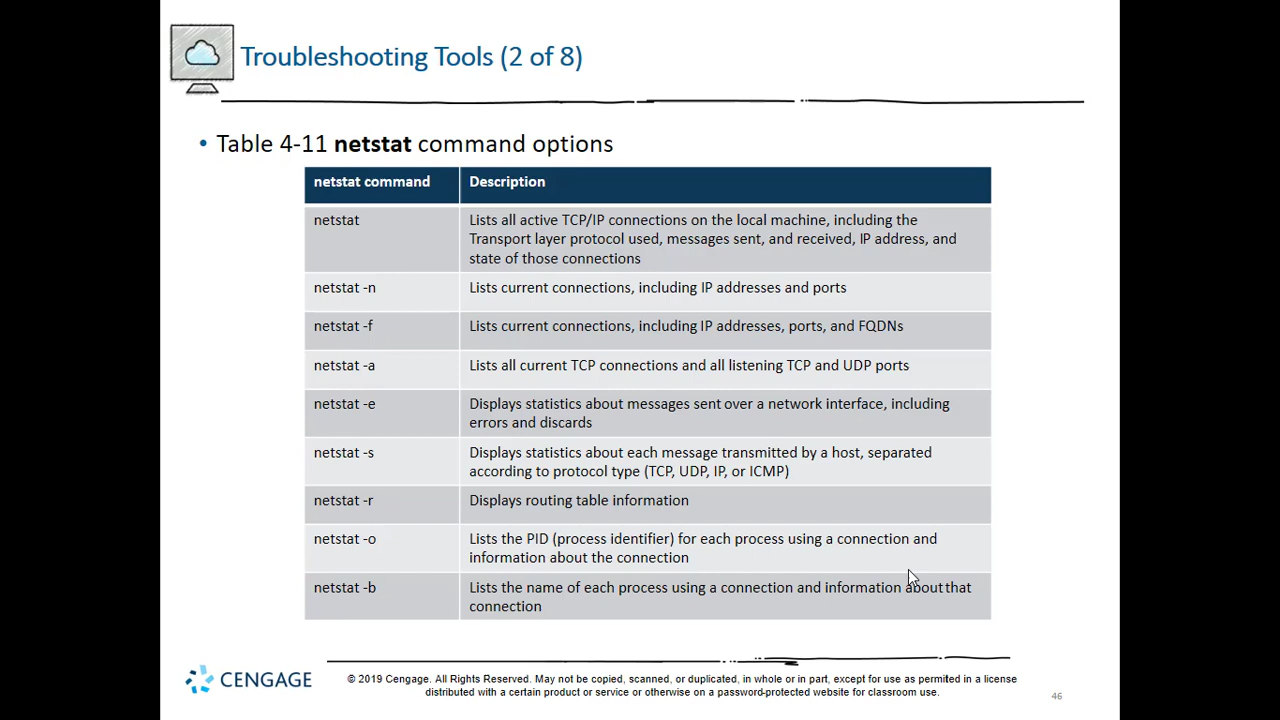 Troubleshooting Tools (2 of 8)
• Table 4-11 netstat command options
netstat command Description
netstat Lists all active TCP/IP connections on the local machine, including the
Transport layer protocol used, messages sent, and received, IP address, and
state of those connections
netstat -n Lists current connections, including IP addresses and ports
netstat -f Lists current connections, including IP addresses, ports, and FQDNs
netstat -a Lists all current TCP connections and all listening TCP and UDP ports
netstat -e Displays statistics about messages sent over a network interface, including
errors and discards
netstat -s Displays statistics about each message transmitted by a host, separated
according to protocol type (TCP, UDP, IP, or ICMP)
netstat -r Displays routing table information
netstat -o Lists the PID (process identifier) for each process using a connection and
information about the connection
netstat -b Lists the name of each process using a connection and information about that
connection
CENGAGE
© 2019 Cengage. All Rights Reserved. May not be copied, scanned, or duplicated, in whole or in part, except for use as permitted in a license
distributed with a certain product or service or otherwise on a password-protected website for classroom use.
46